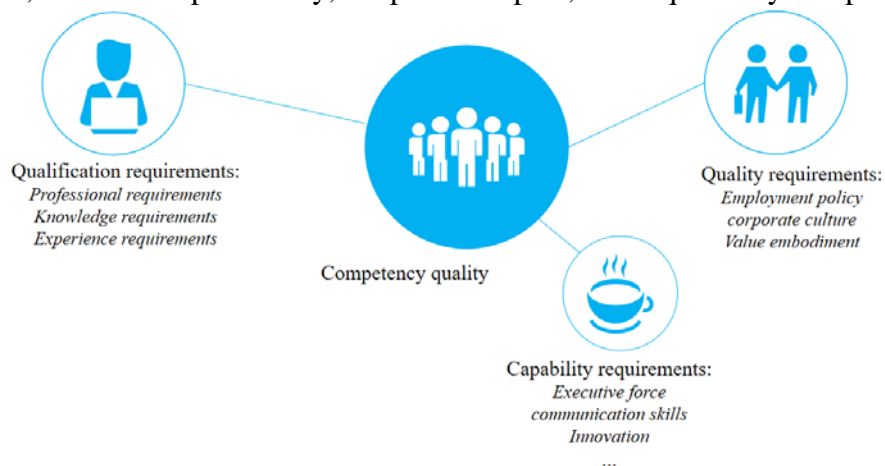 Qualification requirements:
Professional requirements
Knowledge requirements
Experience requirements
Competency quality
Quality requirements:
Employment policy
corporate culture
Value embodiment
Capability requirements:
Executive force
communication skills
Innovation
...